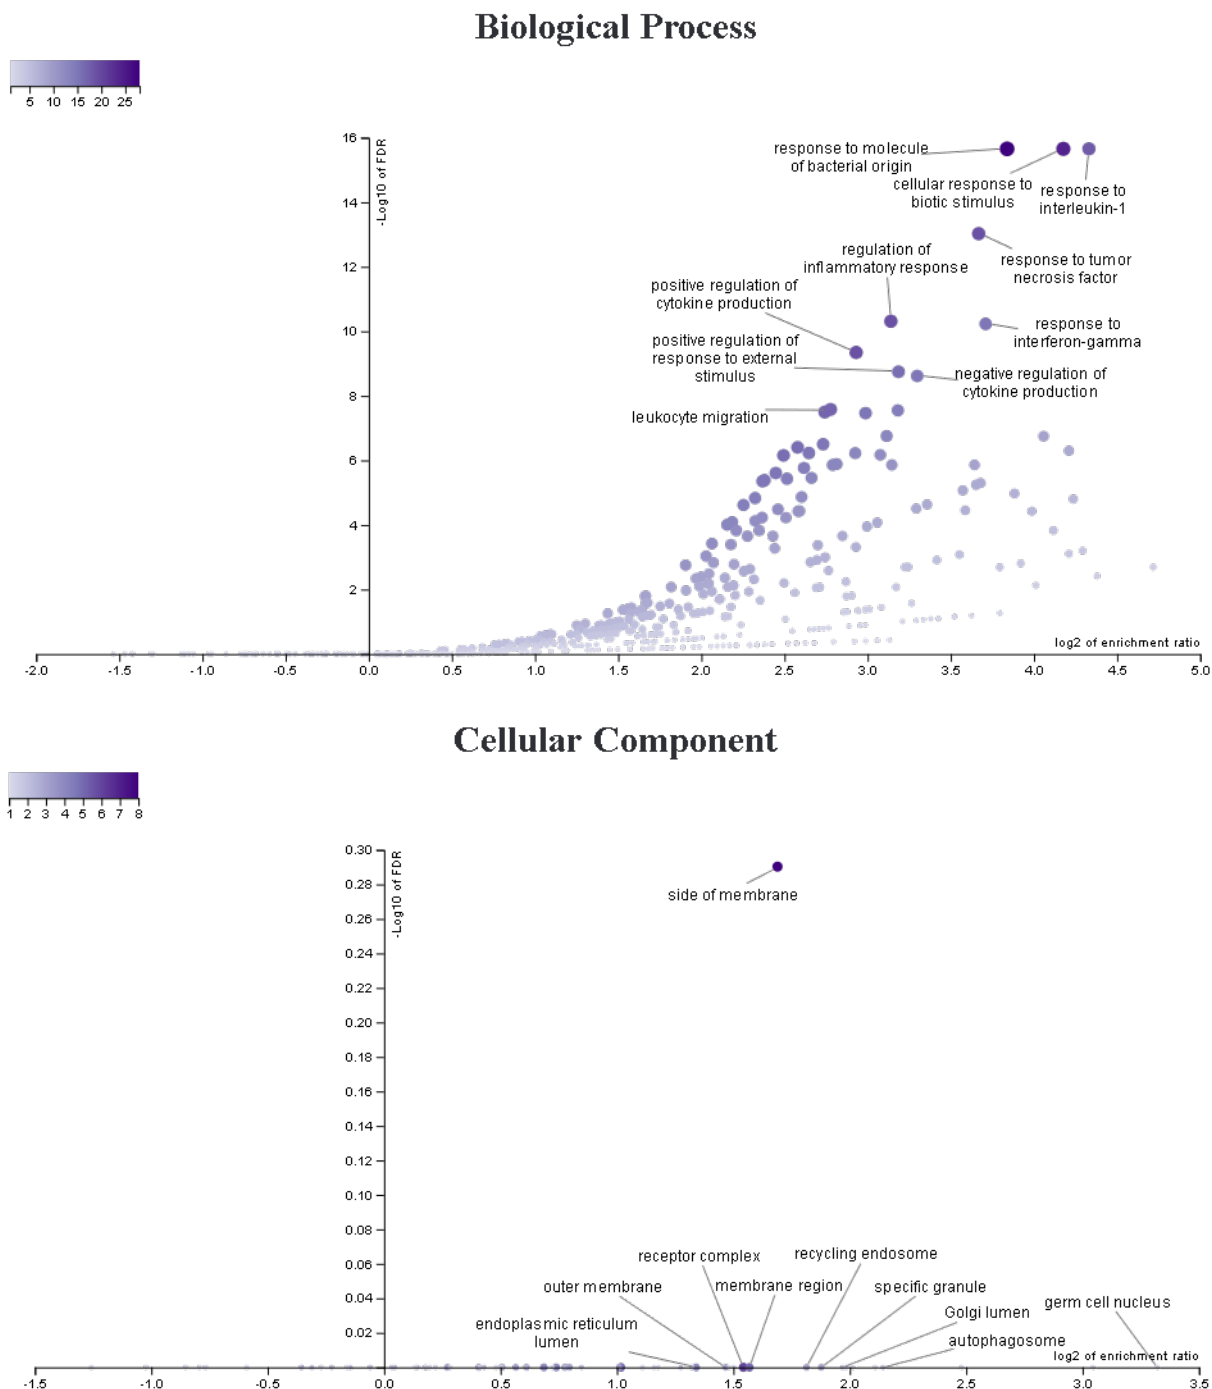 Biological Process
5 10 15 20 25
16
14
12
10
8
6
4
2
-Log10 of FDR
response to molecule
of bacterial origin
cellular response to
biotic stimulus
response to
interleukin-1
response to tumor
necrosis factor
regulation of
inflammatory response
positive regulation of
cytokine production
response to
interferon-gamma
positive regulation of
response to external
stimulus
negative regulation of
cytokine production
leukocyte migration
log2 of enrichment ratio
-2.0 -1.5 -1.0 -0.5 0.0 0.5 1.0 1.5 2.0 2.5 3.0 3.5 4.0 4.5 5.0
Cellular Component
1 2 3 4 5 6 7 8
0.30
0.28
0.26
0.24
0.22
0.20
0.18
0.16
0.14
0.12
0.10
0.08
0.06
0.04
0.02
-Log10 of FDR
side of membrane
receptor complex
recycling endosome
outer membrane
membrane region
specific granule
germ cell nucleus
Golgi lumen
endoplasmic reticulum
lumen
autophagosome
log2 of enrichment ratio
-1.5 -1.0 -0.5 0.0 0.5 1.0 1.5 2.0 2.5 3.0 3.5